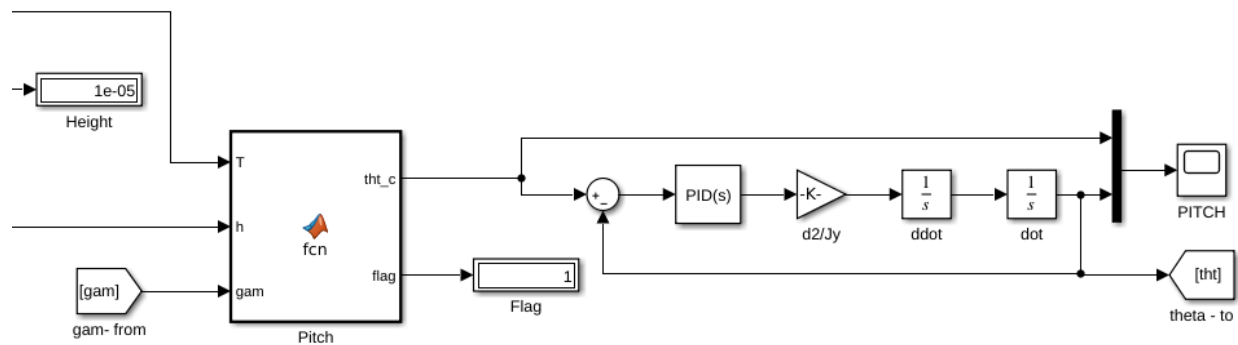 1e-05
Height
T
h
gam
tht_c
flag
fcn
Pitch
[gam]
gam- from
1
Flag
+
−
PID(s)
-K-
d2/Jy
1
s
ddot
1
s
dot
PITCH
[tht]
theta - to